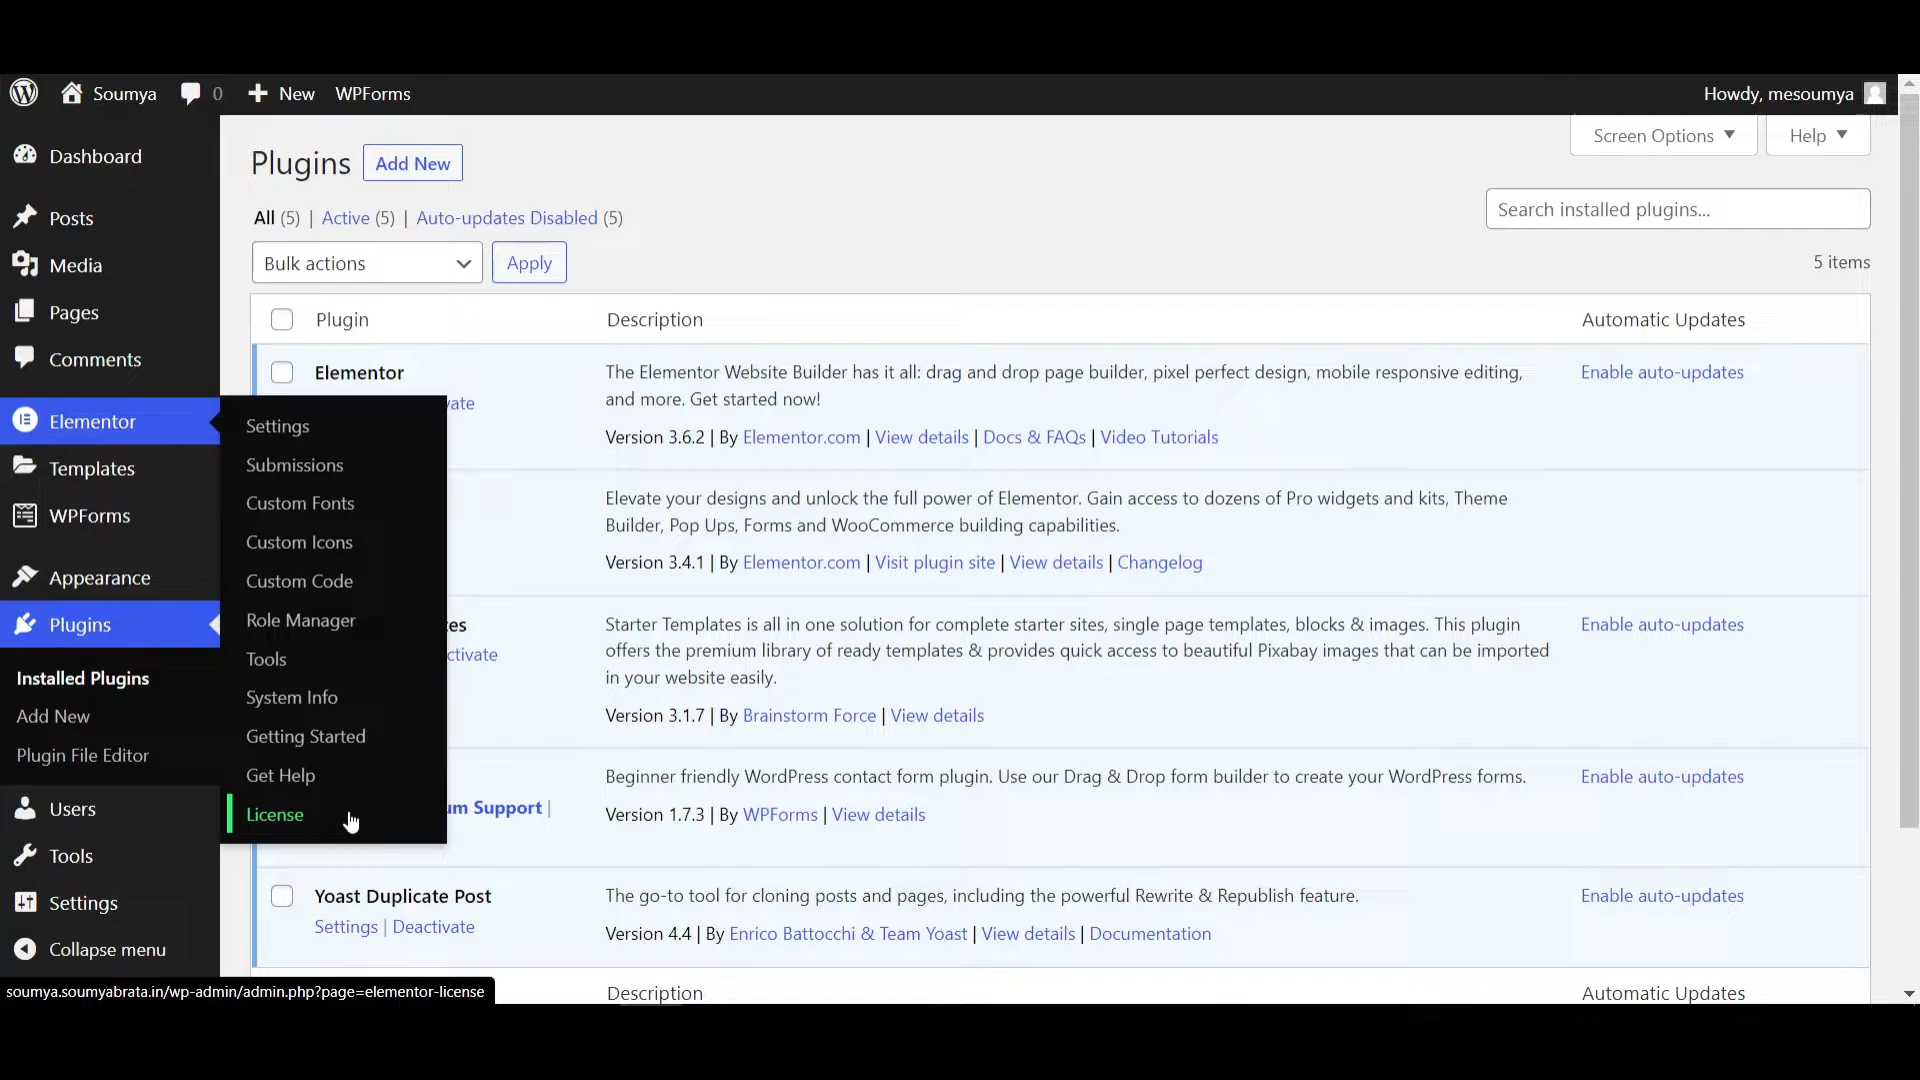 Soumya 0 New WPForms Howdy, mesoumya
Dashboard
Posts
Media
Pages
Comments
Elementor
Templates
WPForms
Appearance
Plugins
Installed Plugins
Add New
Plugin File Editor
Users
Tools
Settings
Collapse menu
Settings
Submissions
Custom Fonts
Custom Icons
Custom Code
Role Manager
Tools
System Info
Getting Started
Get Help
License
Screen Options Help
Plugins Add New
All (5) | Active (5) | Auto-updates Disabled (5)
Search installed plugins...
Bulk actions Apply
5 items
Plugin Description Automatic Updates
Elementor
vate
The Elementor Website Builder has it all: drag and drop page builder, pixel perfect design, mobile responsive editing,
and more. Get started now!
Version 3.6.2 | By Elementor.com | View details | Docs & FAQs | Video Tutorials
Enable auto-updates
Elevate your designs and unlock the full power of Elementor. Gain access to dozens of Pro widgets and kits, Theme
Builder, Pop Ups, Forms and WooCommerce building capabilities.
Version 3.4.1 | By Elementor.com | Visit plugin site | View details | Changelog
tes
ctivate
Starter Templates is all in one solution for complete starter sites, single page templates, blocks & images. This plugin
offers the premium library of ready templates & provides quick access to beautiful Pixabay images that can be imported
in your website easily.
Version 3.1.7 | By Brainstorm Force | View details
Enable auto-updates
um Support |
Beginner friendly WordPress contact form plugin. Use our Drag & Drop form builder to create your WordPress forms.
Version 1.7.3 | By WPForms | View details
Enable auto-updates
Yoast Duplicate Post
Settings | Deactivate
The go-to tool for cloning posts and pages, including the powerful Rewrite & Republish feature.
Version 4.4 | By Enrico Battocchi & Team Yoast | View details | Documentation
Enable auto-updates
Description Automatic Updates
soumya.soumyabrata.in/wp-admin/admin.php?page=elementor-license